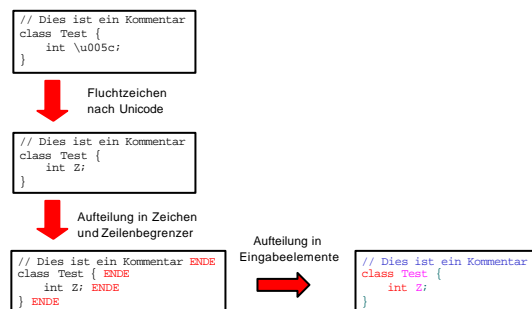 // Dies ist ein Kommentar
class Test {
int \u005c;
}
Fluchtzeichen
nach Unicode
// Dies ist ein Kommentar
class Test {
int Z;
}
Aufteilung in Zeichen
und Zeilenbegrenzer
// Dies ist ein Kommentar ENDE
class Test { ENDE
int Z; ENDE
} ENDE
Aufteilung in
Eingabeelemente
// Dies ist ein Kommentar
class Test {
int Z;
}